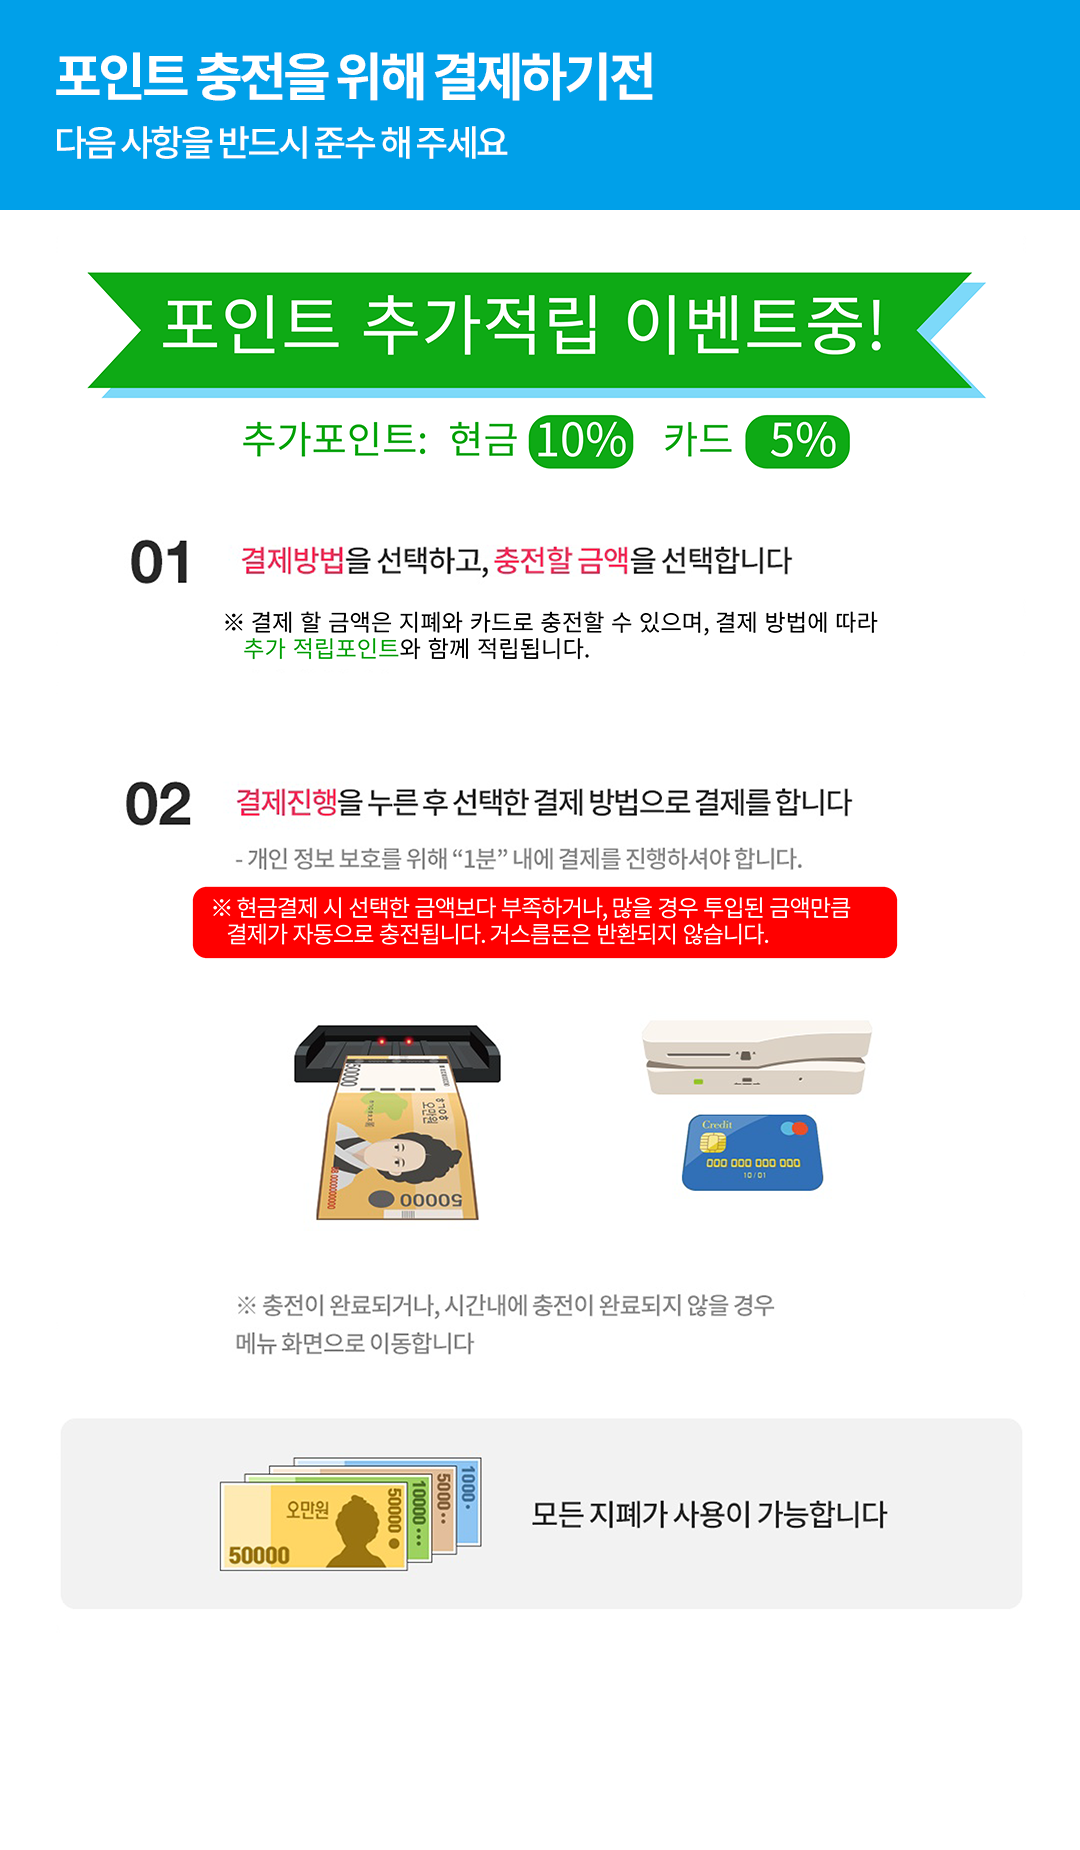 포인트 충전을 위해 결제하기전
다음 사항을 반드시 준수 해 주세요
포인트 추가적립 이벤트중!
추가포인트: 현금 10% 카드 5%
01 결제방법을 선택하고, 충전할 금액을 선택합니다
※ 결제 할 금액은 지폐와 카드로 충전할 수 있으며, 결제 방법에 따라
추가 적립포인트와 함께 적립됩니다.
02 결제진행을 누른 후 선택한 결제 방법으로 결제를 합니다
- 개인 정보 보호를 위해 “1분” 내에 결제를 진행하셔야 합니다.
※ 현금결제 시 선택한 금액보다 부족하거나, 많을 경우 투입된 금액만큼
결제가 자동으로 충전됩니다. 거스름돈은 반환되지 않습니다.
50000
오만원
50000
Credit
000 000 000 000
10/01
※ 충전이 완료되거나, 시간내에 충전이 완료되지 않을 경우
메뉴 화면으로 이동합니다
오만원
50000
50000
10000
5000
1000
모든 지폐가 사용이 가능합니다